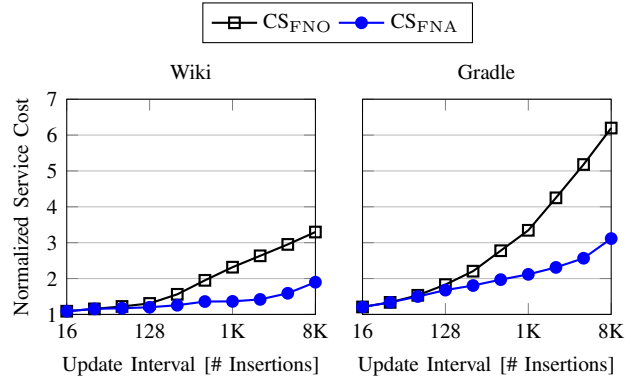 CS_FNO CS_FNA
Wiki Gradle
Normalized Service Cost
7
6
5
4
3
2
1
16 128 1K 8K 16 128 1K 8K
Update Interval [# Insertions] Update Interval [# Insertions]